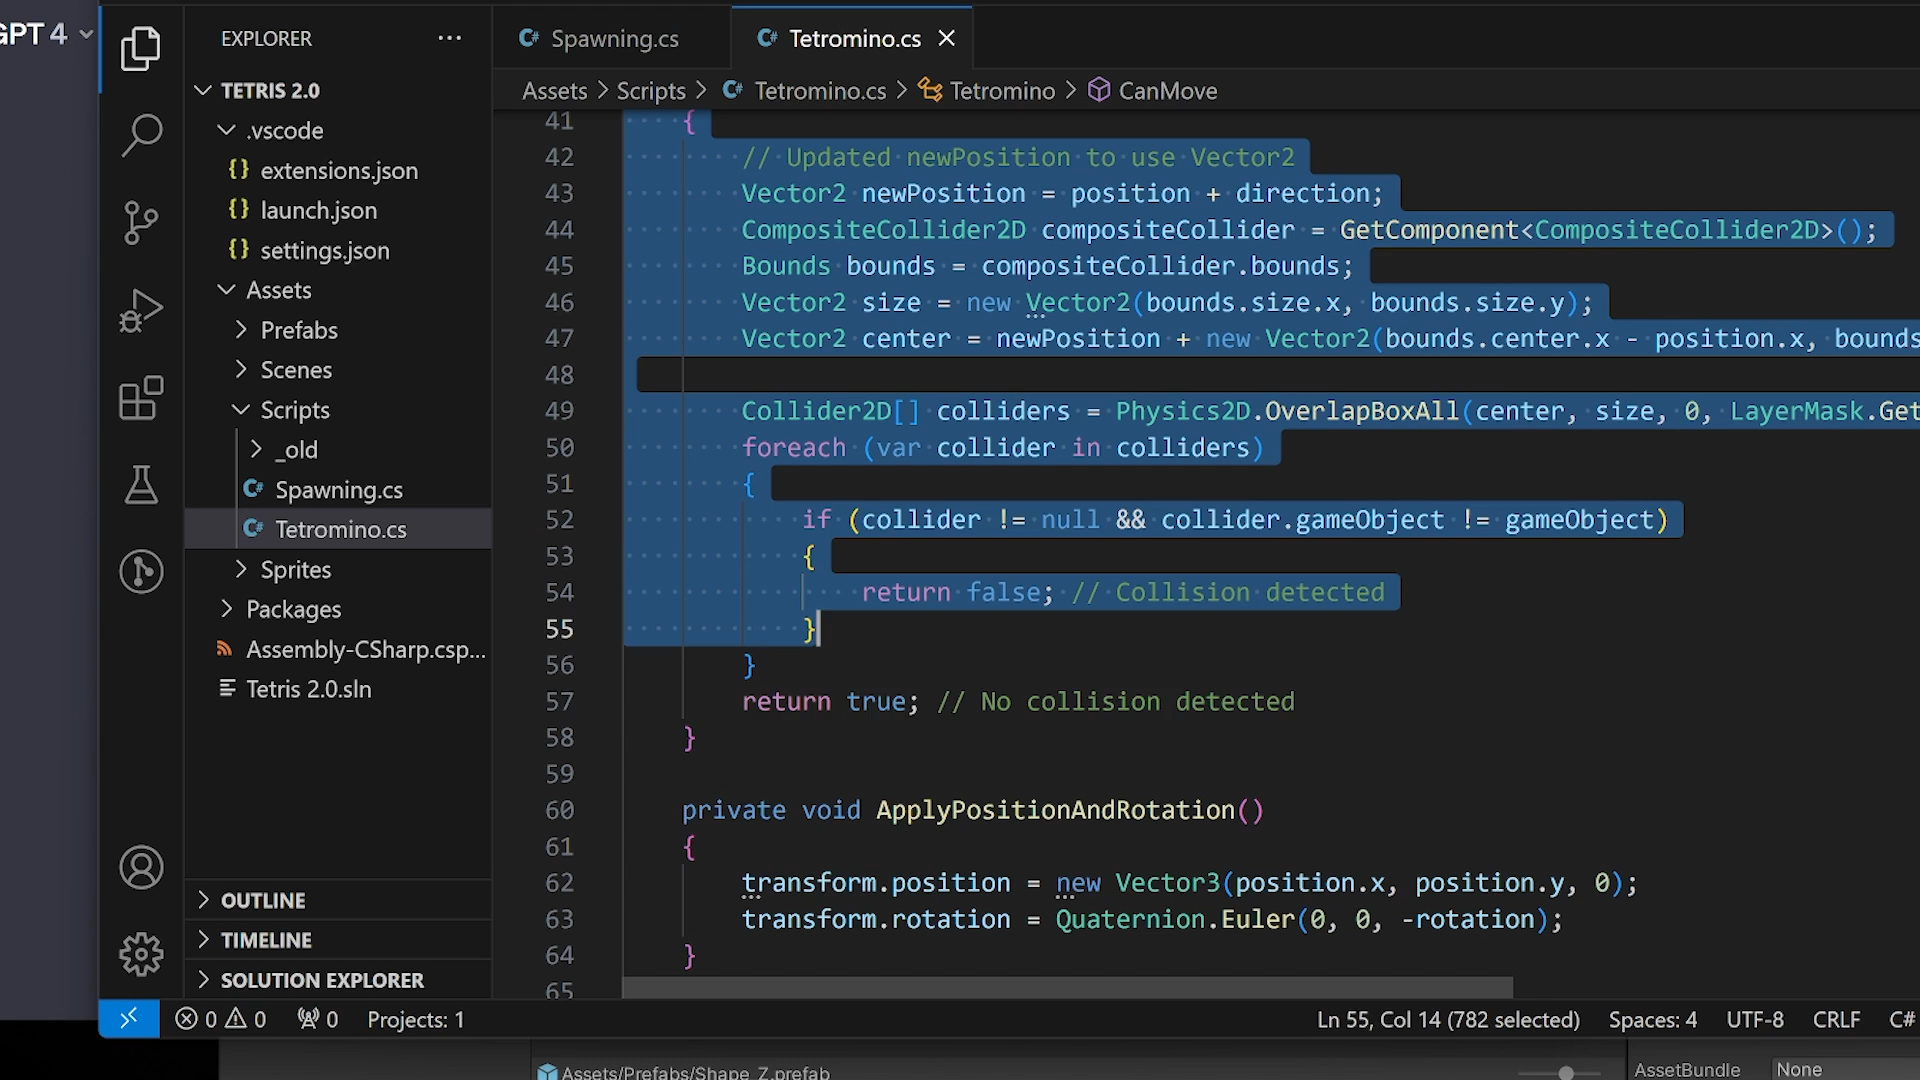 GPT 4
EXPLORER
TETRIS 2.0
.vscode
{} extensions.json
{} launch.json
{} settings.json
Assets
Prefabs
Scenes
Scripts
_old
C# Spawning.cs
C# Tetromino.cs
Sprites
Packages
Assembly-CSharp.csp...
Tetris 2.0.sln
OUTLINE
TIMELINE
SOLUTION EXPLORER
C# Spawning.cs
C# Tetromino.cs
Assets > Scripts > C# Tetromino.cs > Tetromino > CanMove
41 {
42 // Updated newPosition to use Vector2
43 Vector2 newPosition = position + direction;
44 CompositeCollider2D compositeCollider = GetComponent<CompositeCollider2D>();
45 Bounds bounds = compositeCollider.bounds;
46 Vector2 size = new Vector2(bounds.size.x, bounds.size.y);
47 Vector2 center = newPosition + new Vector2(bounds.center.x - position.x, bounds
48
49 Collider2D[] colliders = Physics2D.OverlapBoxAll(center, size, 0, LayerMask.Get
50 foreach (var collider in colliders)
51 {
52 if (collider != null && collider.gameObject != gameObject)
53 {
54 return false; // Collision detected
55 }
56 }
57 return true; // No collision detected
58 }
59
60 private void ApplyPositionAndRotation()
61 {
62 transform.position = new Vector3(position.x, position.y, 0);
63 transform.rotation = Quaternion.Euler(0, 0, -rotation);
64 }
65
0 0 0 Projects: 1 Ln 55, Col 14 (782 selected) Spaces: 4 UTF-8 CRLF C#
Assets/Prefabs/Shape_Z.prefab AssetBundle None